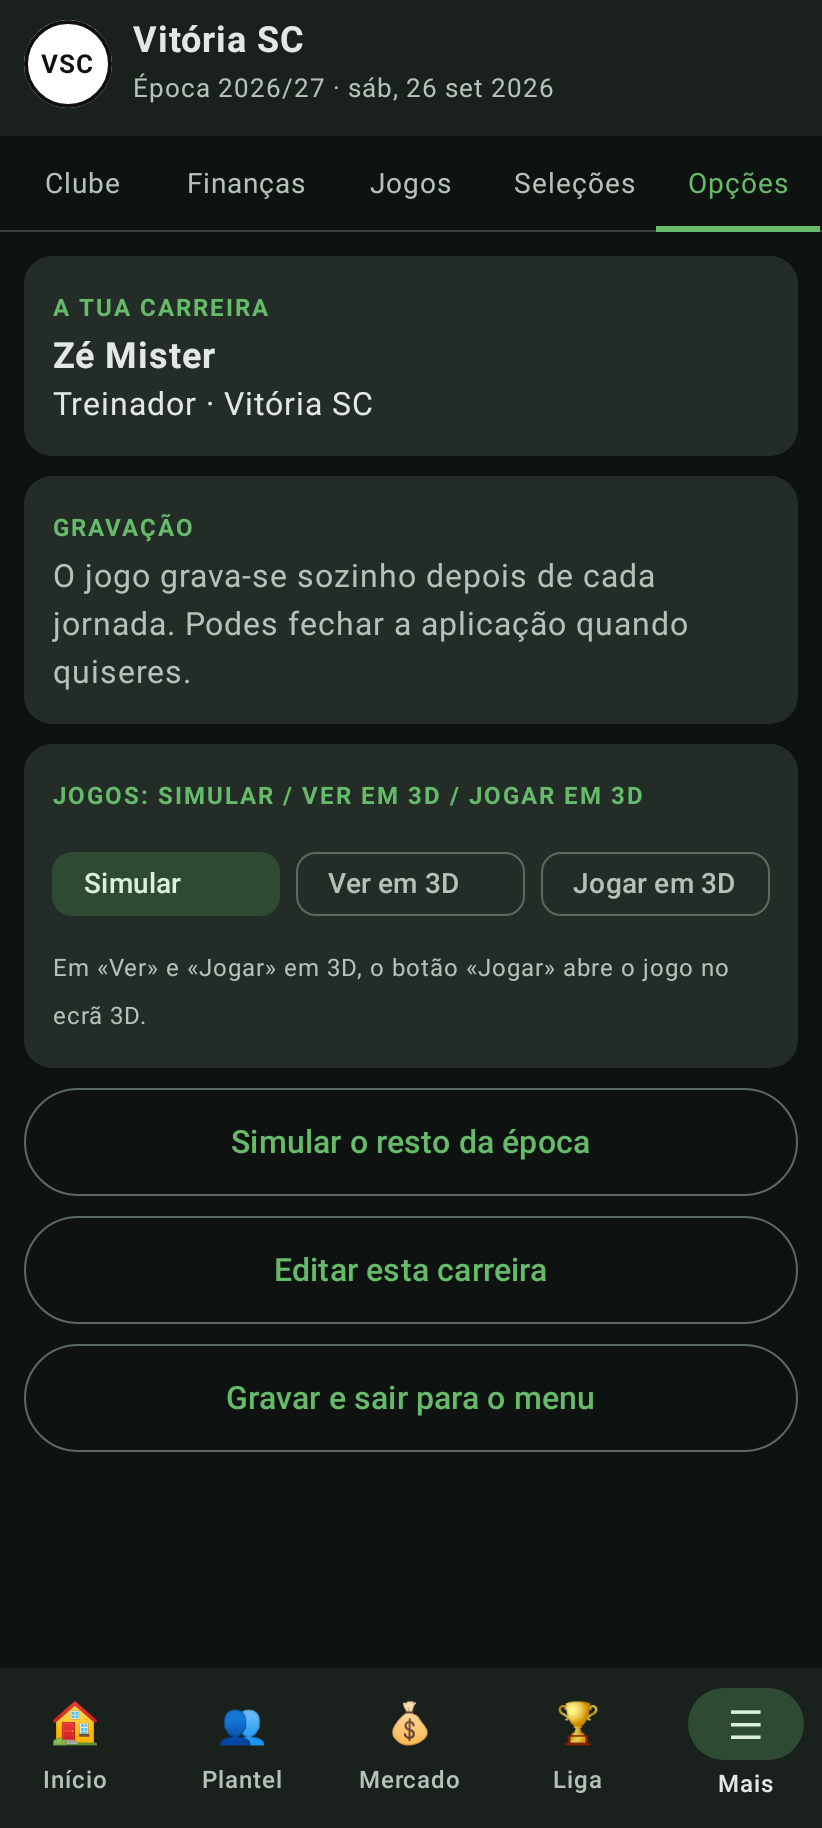 VSC
Vitória SC
Época 2026/27 · sáb, 26 set 2026
Clube
Finanças
Jogos
Seleções
Opções
A TUA CARREIRA
Zé Mister
Treinador · Vitória SC
GRAVAÇÃO
O jogo grava-se sozinho depois de cada
jornada. Podes fechar a aplicação quando
quiseres.
JOGOS: SIMULAR / VER EM 3D / JOGAR EM 3D
Simular
Ver em 3D
Jogar em 3D
Em «Ver» e «Jogar» em 3D, o botão «Jogar» abre o jogo no
ecrã 3D.
Simular o resto da época
Editar esta carreira
Gravar e sair para o menu
Início
Plantel
Mercado
Liga
Mais